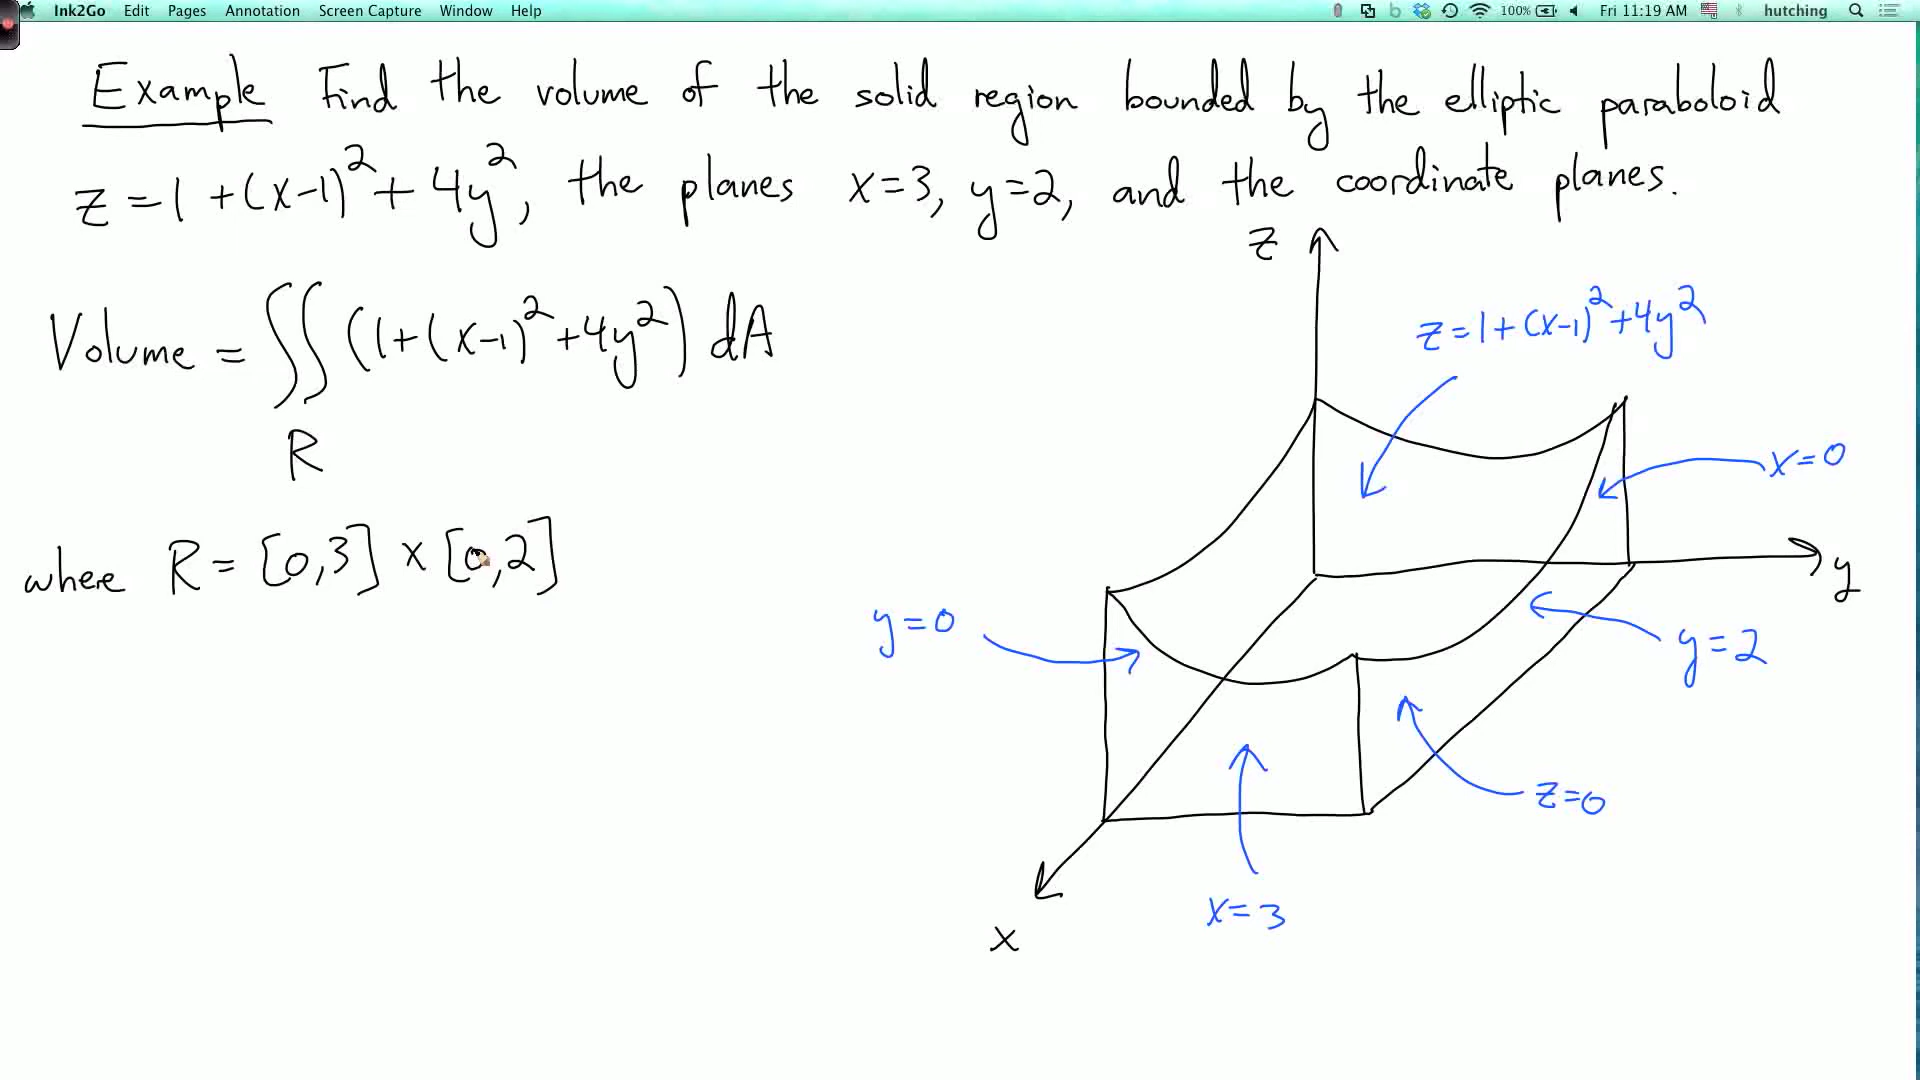 Ink2Go Edit Pages Annotation Screen Capture Window Help 100% Fri 11:19 AM hutching
Example Find the volume of the solid region bounded by the elliptic paraboloid
z=1+(x-1)²+4y², the planes x=3, y=2, and the coordinate planes.
Volume = ∬ (1+(x-1)²+4y²) dA
R
where R = [0,3] × [0,2]
z
z=1+(x-1)²+4y²
x=0
y
y=0
y=2
z=0
x=3
x